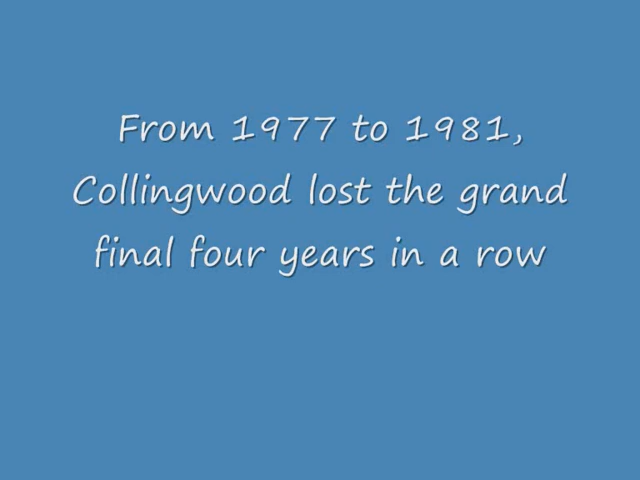 From 1977 to 1981,
Collingwood lost the grand
final four years in a row